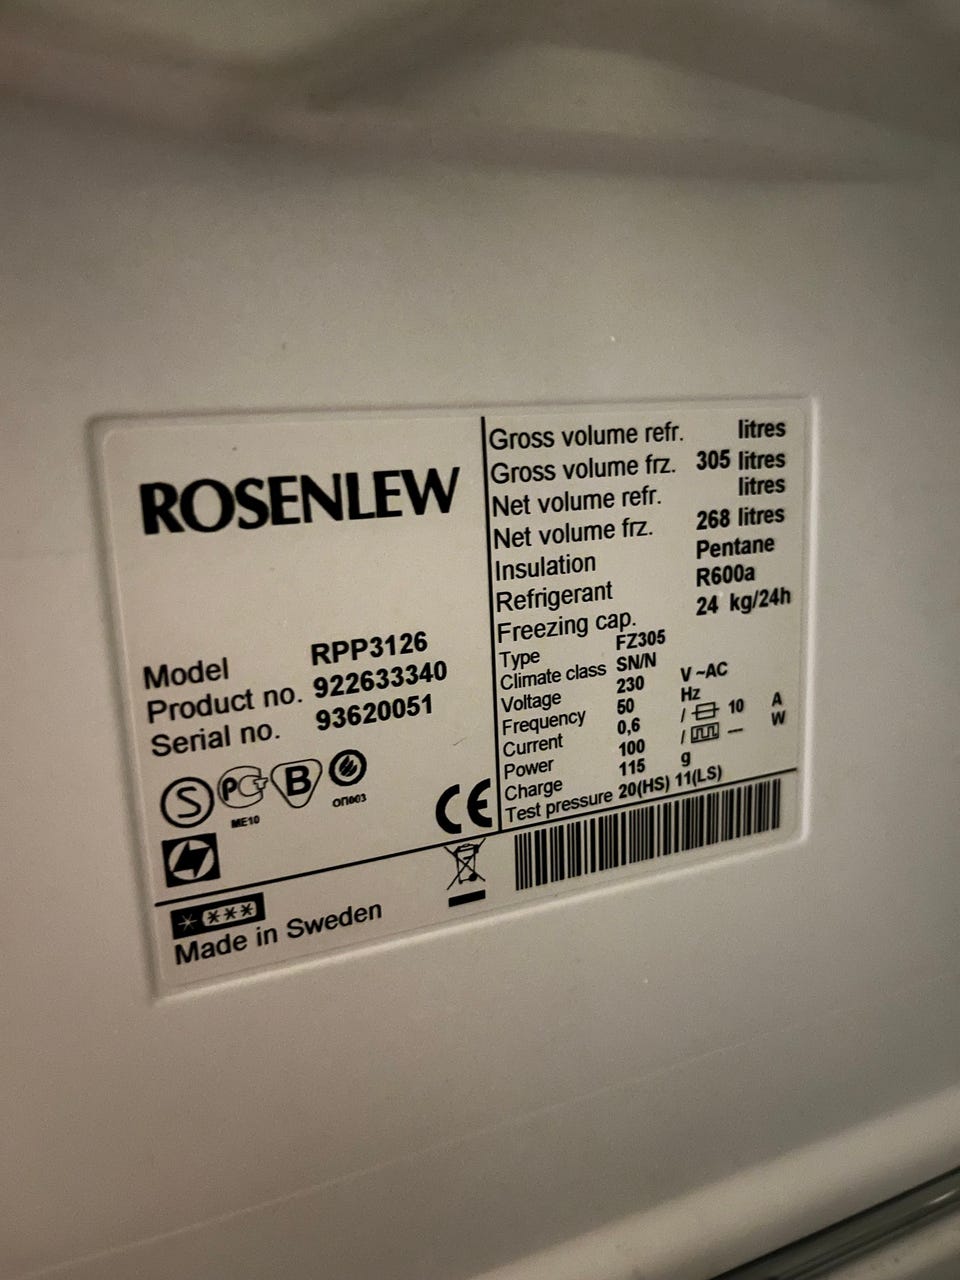 ROSENLEW
Model RPP3126
Product no. 922633340
Serial no. 93620051
S PCT B
ME10 ОП003
CE
*(***)
Made in Sweden
Gross volume refr. litres
Gross volume frz. 305 litres
Net volume refr. litres
Net volume frz. 268 litres
Insulation Pentane
Refrigerant R600a
Freezing cap. 24 kg/24h
Type FZ305
Climate class SN/N
Voltage 230 V ~AC
Frequency 50 Hz
Current 0,6 / 10 A
Power 100 / — W
Charge 115 g
Test pressure 20(HS) 11(LS)